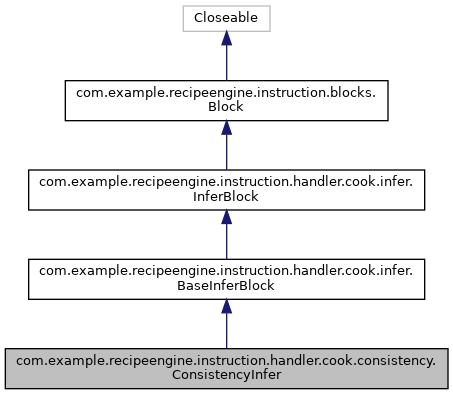 Closeable
com.example.recipeengine.instruction.blocks.
Block
com.example.recipeengine.instruction.handler.cook.infer.
InferBlock
com.example.recipeengine.instruction.handler.cook.infer.
BaseInferBlock
com.example.recipeengine.instruction.handler.cook.consistency.
ConsistencyInfer